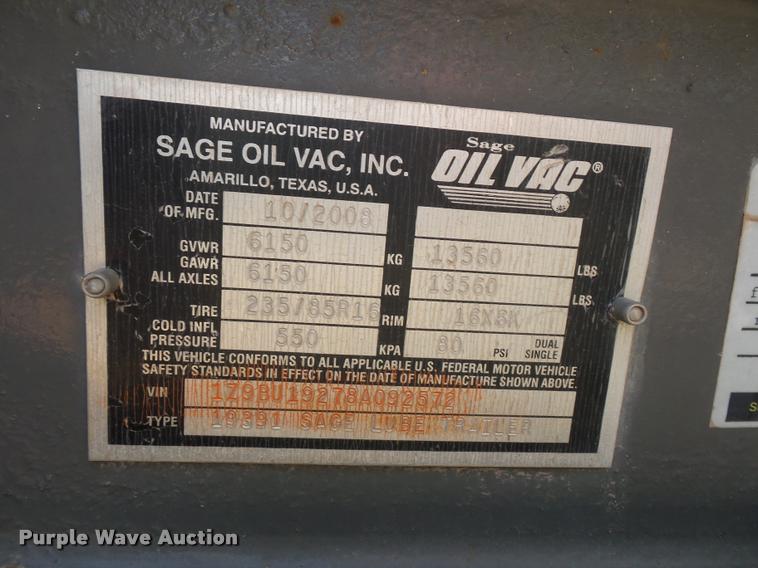 MANUFACTURED BY
SAGE OIL VAC, INC.
AMARILLO, TEXAS, U.S.A.
Sage
OIL VAC®
DATE OF MFG. 10/2008
GVWR 6150 KG 13560 LBS
GAWR ALL AXLES 6150 KG 13560 LBS.
TIRE 235/85R16 RIM 16X8K
COLD INFL PRESSURE 550 KPA 80 PSI DUAL SINGLE
THIS VEHICLE CONFORMS TO ALL APPLICABLE U.S. FEDERAL MOTOR VEHICLE
SAFETY STANDARDS IN EFFECT ON THE DATE OF MANUFACTURE SHOWN ABOVE.
VIN 1Z9BU19278A092572
TYPE 19391 SAGE LUBE TRAILER
Purple Wave Auction